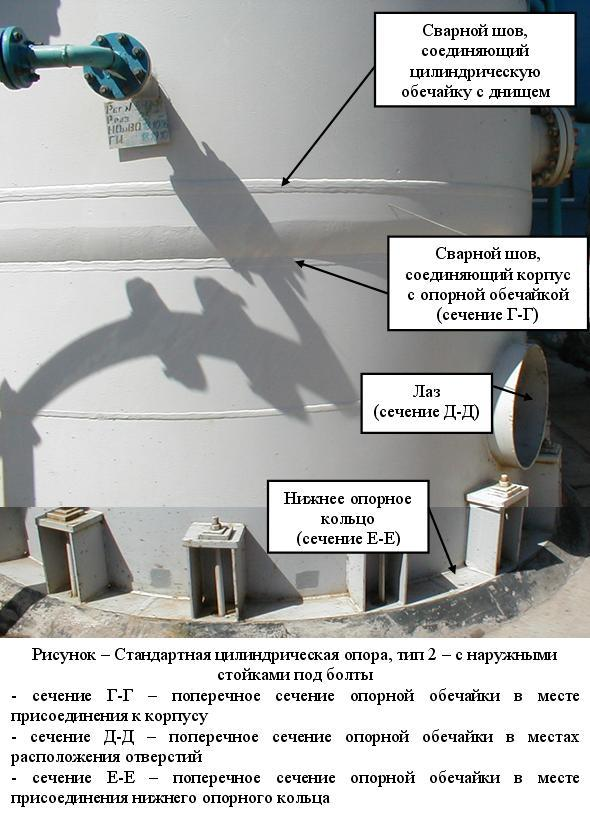 Сварной шов,
соединяющий
цилиндрическую
обечайку с днищем
Рег N
Сварной шов,
соединяющий корпус
с опорной обечайкой
(сечение Г-Г)
Лаз
(сечение Д-Д)
Нижнее опорное
кольцо
(сечение Е-Е)
Рисунок – Стандартная цилиндрическая опора, тип 2 – с наружными
стойками под болты
- сечение Г-Г – поперечное сечение опорной обечайки в месте
присоединения к корпусу
- сечение Д-Д – поперечное сечение опорной обечайки в местах
расположения отверстий
- сечение Е-Е – поперечное сечение опорной обечайки в месте
присоединения нижнего опорного кольца